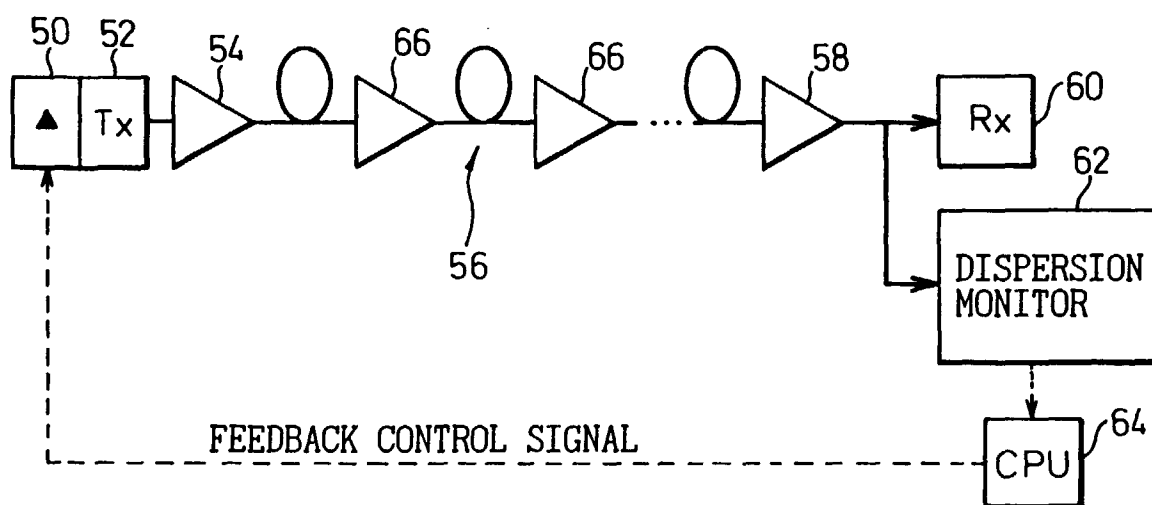 50 52 54 66 66 58 60
▲ Tx ... Rx
62
56
DISPERSION
MONITOR
FEEDBACK CONTROL SIGNAL
64
CPU